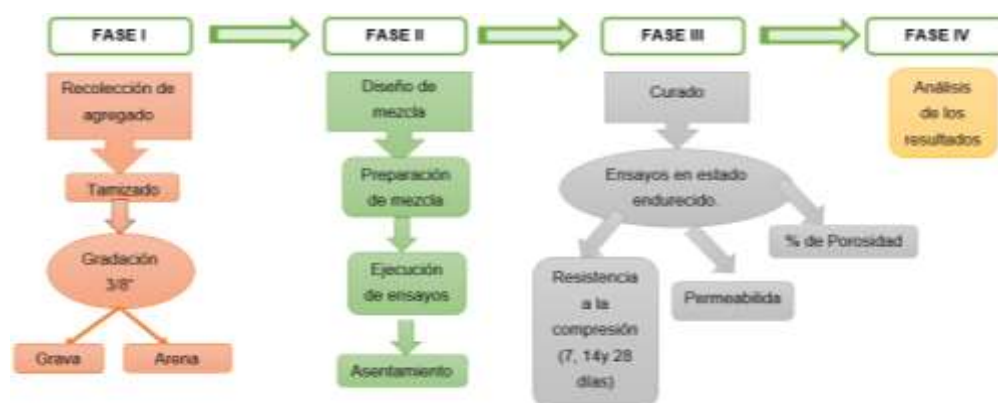 FASE I
FASE II
FASE III
FASE IV
Recolección de
agregado
Tamizado
Gradación
3/8"
Grava
Arena
Diseño de
mezcla
Preparación
de mezcla
Ejecución
de ensayos
Asentamiento
Curado
Ensayos en estado
endurecido.
Resistencia
a la
compresión
(7, 14y 28
días)
Permeabilida
% de Porosidad
Análisis
de los
resultados